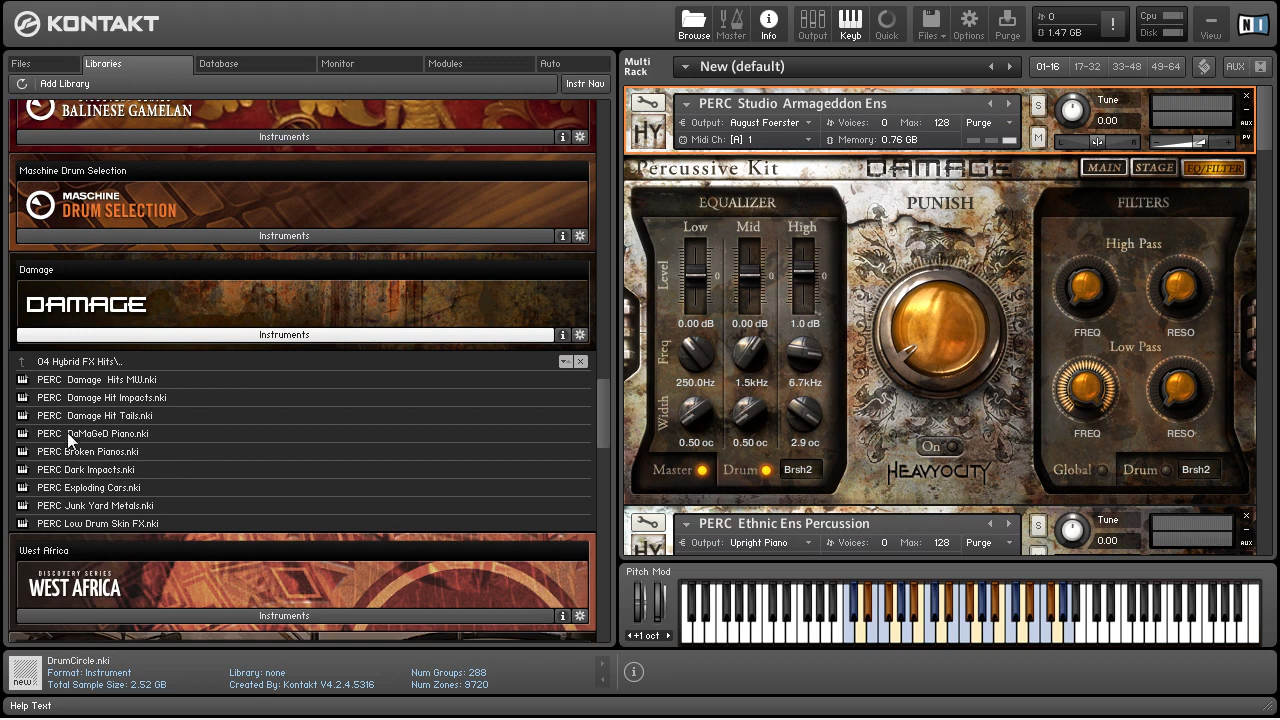 KONTAKT
Browse
Master
Info
Output
Keyb
Quick
Files
Options
Purge
0
1.47 GB
!
Cpu
Disk
View
NI
Files
Libraries
Database
Monitor
Modules
Auto
Add Library
Instr Nav
BALINESE GAMELAN
Instruments
Maschine Drum Selection
MASCHINE
DRUM SELECTION
Instruments
Damage
DAMAGE
Instruments
04 Hybrid FX Hits\..
PERC  Damage  Hits MW.nki
PERC  Damage Hit Impacts.nki
PERC  Damage Hit Tails.nki
PERC  DaMaGeD Piano.nki
PERC Broken Pianos.nki
PERC Dark Impacts.nki
PERC Exploding Cars.nki
PERC Junk Yard Metals.nki
PERC Low Drum Skin FX.nki
West Africa
DISCOVERY SERIES
WEST AFRICA
Instruments
Multi
Rack
New (default)
01-16
17-32
33-48
49-64
AUX
PERC  Studio  Armageddon Ens
Output: August Foerster
Voices: 0
Max: 128
Purge
Midi Ch: [A] 1
Memory: 0.76 GB
HY
S
M
Tune
0.00
L
R
AUX
PV
Percussive Kit
DAMAGE
MAIN
STAGE
EQ/FILTER
EQUALIZER
Low
Mid
High
Level
0
0
0
0.00 dB
0.00 dB
1.0 dB
Freq
250.0Hz
1.5kHz
6.7kHz
Width
0.50 oc
0.50 oc
2.9 oc
Master
Drum
Brsh2
PUNISH
On
HEAVYOCITY
FILTERS
High Pass
FREQ
RESO
Low Pass
FREQ
RESO
Global
Drum
Brsh2
PERC  Ethnic Ens Percussion
Output: Upright Piano
Voices: 0
Max: 128
Purge
HY
S
Tune
0.00
AUX
Pitch Mod
+1 oct
new
DrumCircle.nki
Format: Instrument
Total Sample Size: 2.52 GB
Library: none
Created By: Kontakt V4.2.4.5316
Num Groups: 288
Num Zones: 9720
Help Text